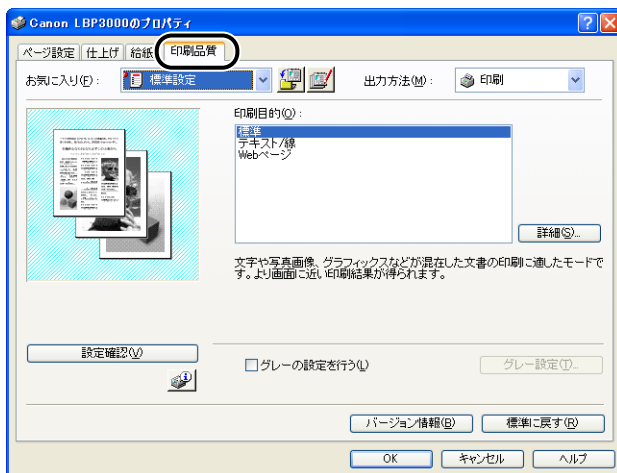 Canon LBP3000のプロパティ
ページ設定 仕上げ 給紙 印刷品質
お気に入り(F): 標準設定 出力方法(M): 印刷
印刷目的(O):
標準
テキスト/線
Webページ
詳細(S)...
文字や写真画像、グラフィックスなどが混在した文書の印刷に適したモードで
す。より画面に近い印刷結果が得られます。
設定確認(V)
グレーの設定を行う(L) グレー設定(T)...
バージョン情報(B) 標準に戻す(R)
OK キャンセル ヘルプ